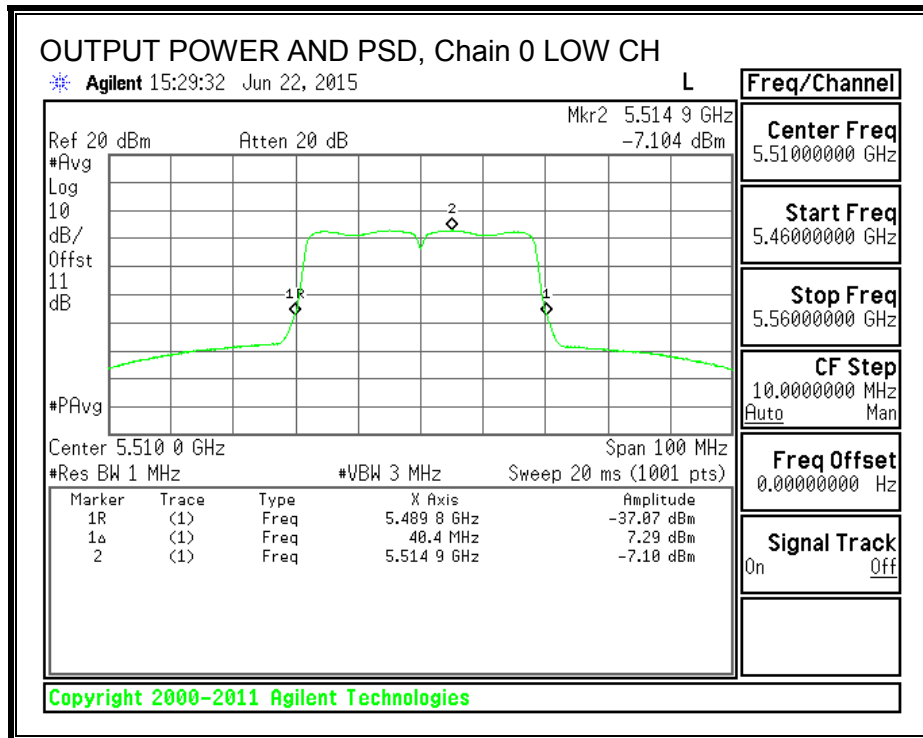 OUTPUT POWER AND PSD, Chain 0 LOW CH
Agilent 15:29:32 Jun 22, 2015 L
Freq/Channel
Mkr2 5.514 9 GHz
Ref 20 dBm Atten 20 dB -7.104 dBm
#Avg
Log
10
dB/
Offst
11
dB
#PAvg
2
1R
1
Center 5.510 0 GHz Span 100 MHz
#Res BW 1 MHz #VBW 3 MHz Sweep 20 ms (1001 pts)
Marker Trace Type X Axis Amplitude
1R (1) Freq 5.489 8 GHz -37.07 dBm
1Δ (1) Freq 40.4 MHz 7.29 dBm
2 (1) Freq 5.514 9 GHz -7.10 dBm
Center Freq
5.51000000 GHz
Start Freq
5.46000000 GHz
Stop Freq
5.56000000 GHz
CF Step
10.0000000 MHz
Auto Man
Freq Offset
0.00000000 Hz
Signal Track
On Off
Copyright 2000-2011 Agilent Technologies